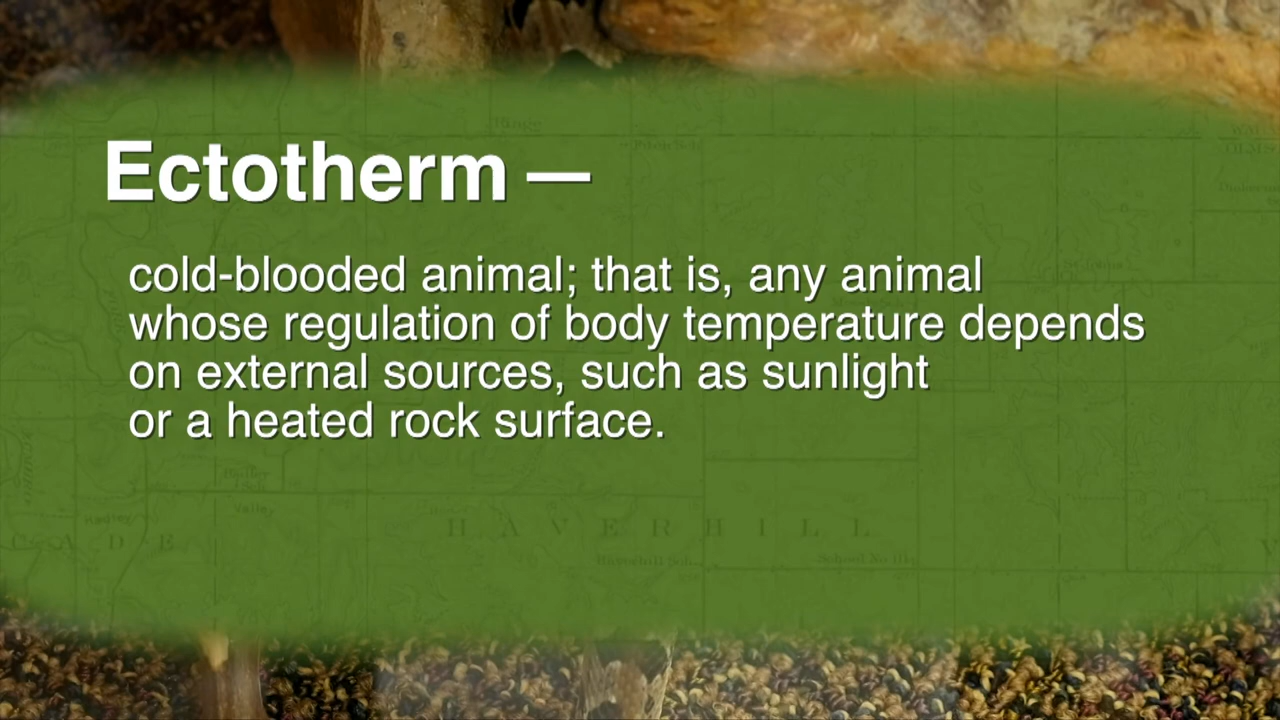 Ectotherm —
cold-blooded animal; that is, any animal
whose regulation of body temperature depends
on external sources, such as sunlight
or a heated rock surface.
Valley
C A D E
H A V E R H I L L